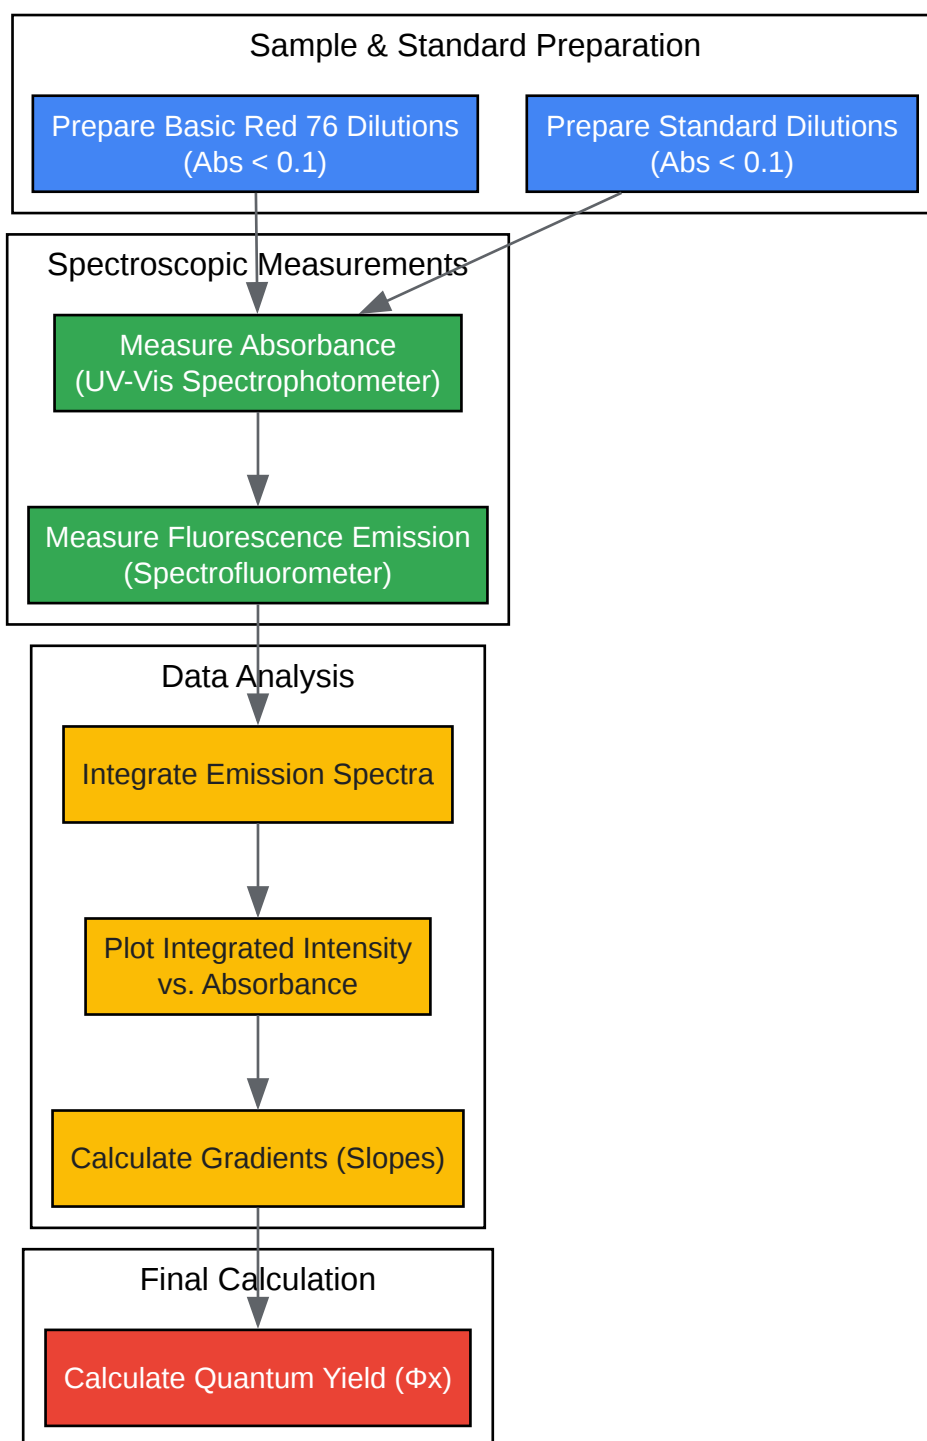 Sample & Standard Preparation
Prepare Basic Red 76 Dilutions
(Abs < 0.1)
Prepare Standard Dilutions
(Abs < 0.1)
Spectroscopic Measurements
Measure Absorbance
(UV-Vis Spectrophotometer)
Measure Fluorescence Emission
(Spectrofluorometer)
Data Analysis
Integrate Emission Spectra
Plot Integrated Intensity
vs. Absorbance
Calculate Gradients (Slopes)
Final Calculation
Calculate Quantum Yield (Φx)